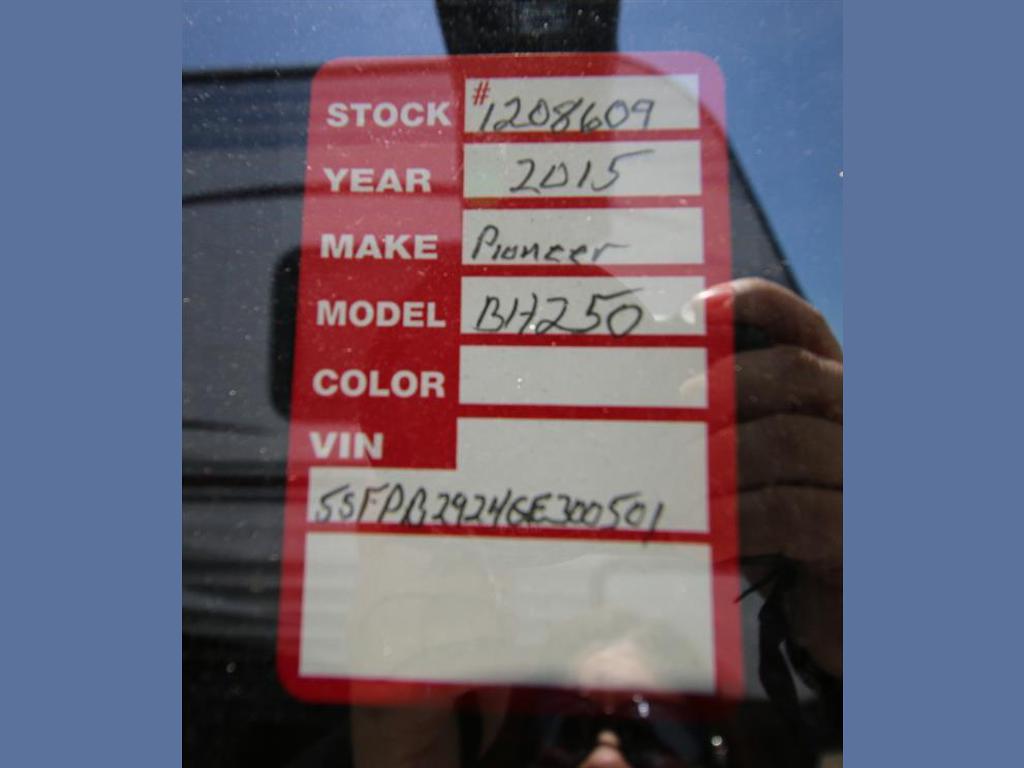 STOCK #1208609
YEAR 2015
MAKE Pioneer
MODEL BH250
COLOR
VIN
5SFPB2924GE300501